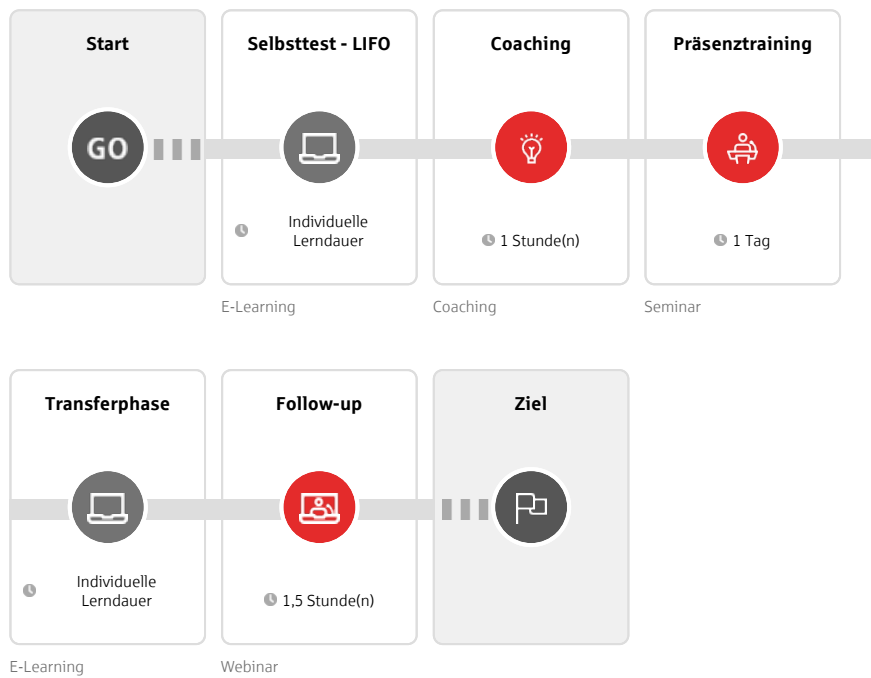 Start
Selbsttest - LIFO
Coaching
Präsenztraining
GO
Individuelle
Lerndauer
1 Stunde(n)
1 Tag
E-Learning
Coaching
Seminar
Transferphase
Follow-up
Ziel
Individuelle
Lerndauer
1,5 Stunde(n)
E-Learning
Webinar